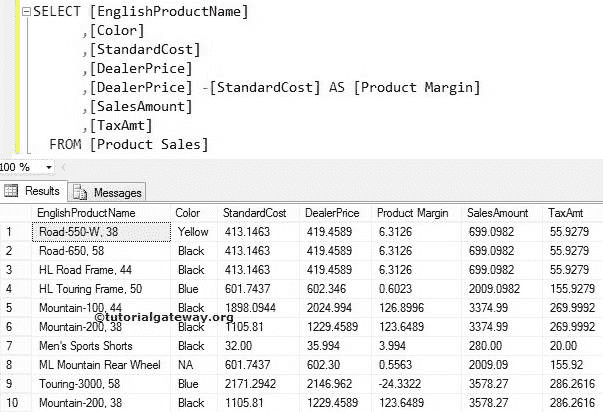 SELECT [EnglishProductName]
,[Color]
,[StandardCost]
,[DealerPrice]
,[DealerPrice] -[StandardCost] AS [Product Margin]
,[SalesAmount]
,[TaxAmt]
FROM [Product Sales]
100 %
Results Messages
EnglishProductName Color StandardCost DealerPrice Product Margin SalesAmount TaxAmt
1 Road-550-W, 38 Yellow 413.1463 419.4589 6.3126 699.0982 55.9279
2 Road-650, 58 Black 413.1463 419.4589 6.3126 699.0982 55.9279
3 HL Road Frame, 44 Black 413.1463 419.4589 6.3126 699.0982 55.9279
4 HL Touring Frame, 50 Blue 601.7437 602.346 0.6023 2009.0982 155.9279
5 Mountain-100, 44 Black 1898.0944 2024.994 126.8996 3374.99 269.9992
©tutorialgateway.org
6 Mountain-200, 38 Black 1105.81 1229.4589 123.6489 3374.99 269.9992
7 Men's Sports Shorts Black 32.00 35.994 3.994 280.00 20.00
8 ML Mountain Rear Wheel NA 601.7437 602.30 0.5563 2009.09 155.92
9 Touring-3000, 58 Blue 2171.2942 2146.962 -24.3322 3578.27 286.2616
10 Mountain-200, 38 Black 1105.81 1229.4589 123.6489 3578.27 286.2616